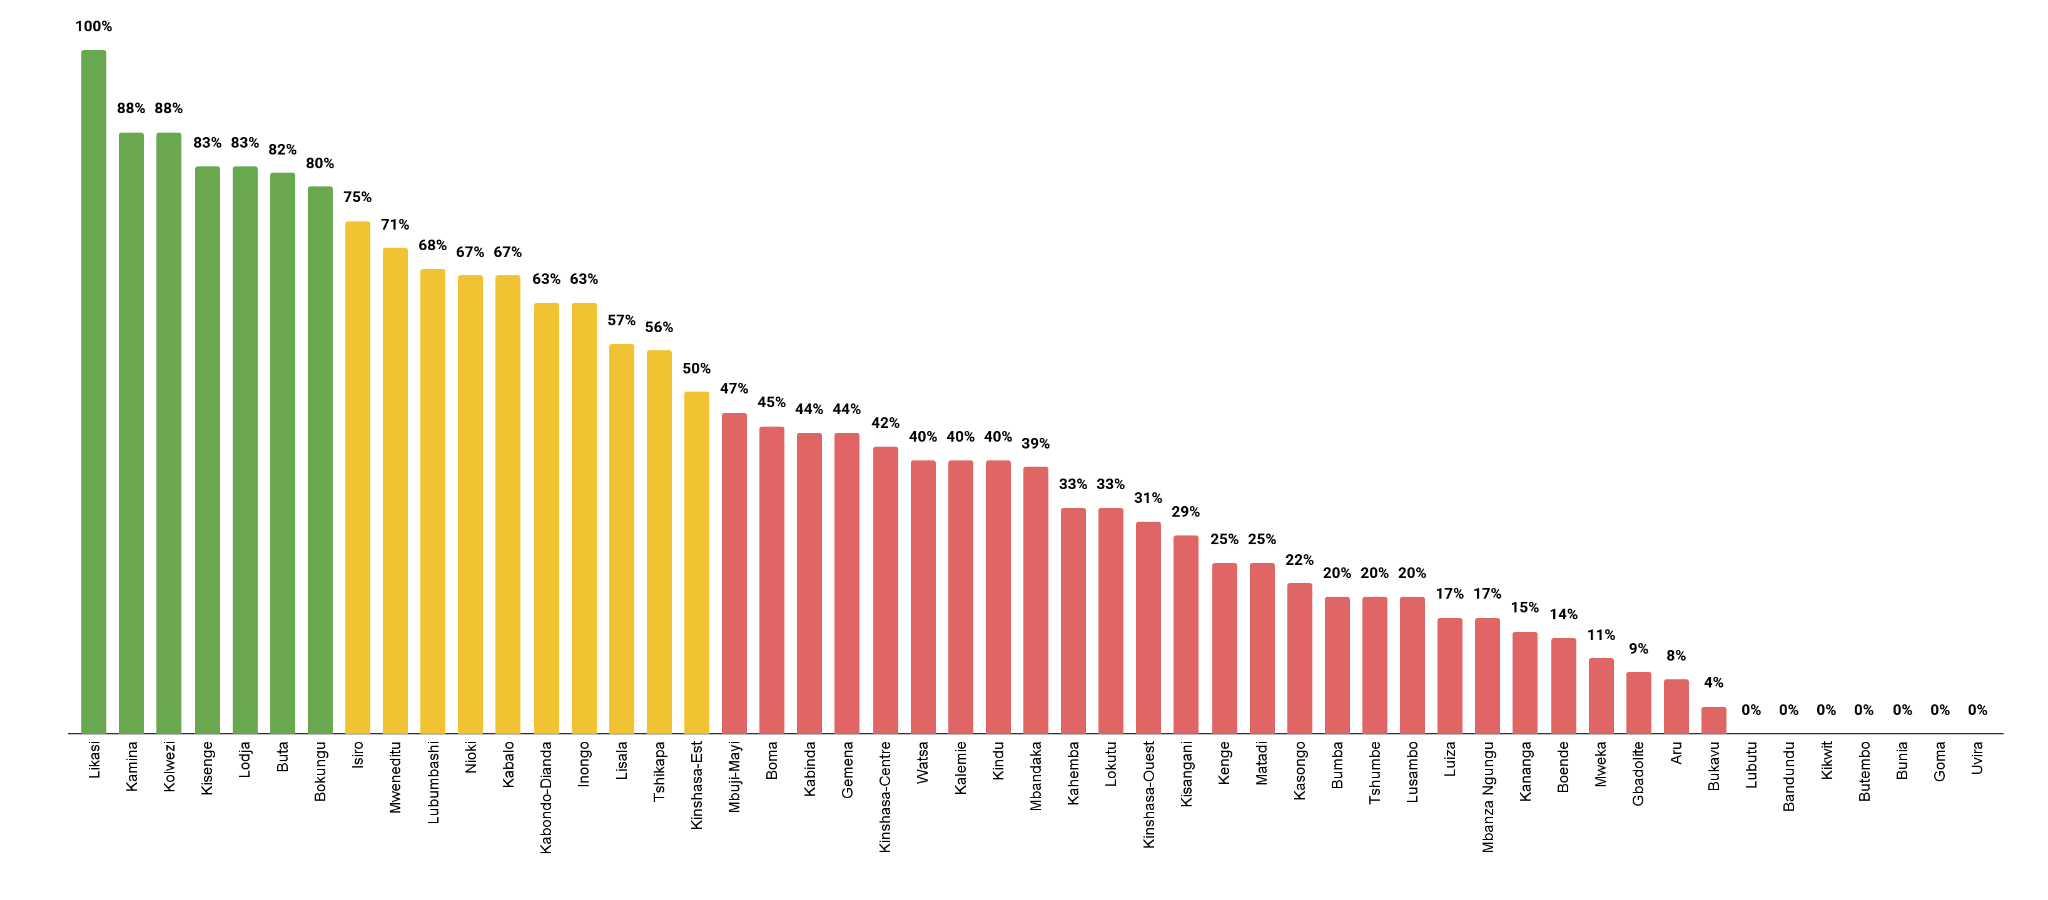 100%
88% 88%
83% 83%
82%
80%
75%
71%
68%
67% 67%
63% 63%
57%
56%
50%
47%
45%
44% 44%
42%
40% 40% 40%
39%
33% 33%
31%
29%
25% 25%
22%
20% 20% 20%
17% 17%
15%
14%
11%
9%
8%
4%
0% 0% 0% 0% 0% 0% 0%
Likasi
Kamina
Kolwezi
Kisenge
Lodja
Buta
Bokungu
Isiro
Mweneditu
Lubumbashi
Nioki
Kabalo
Kabondo-Dianda
Inongo
Lisala
Tshikapa
Kinshasa-Est
Mbuji-Mayi
Boma
Kabinda
Gemena
Kinshasa-Centre
Watsa
Kalemie
Kindu
Mbandaka
Kahemba
Lokutu
Kinshasa-Ouest
Kisangani
Kenge
Matadi
Kasongo
Bumba
Tshumbe
Lusambo
Luiza
Mbanza Ngungu
Kananga
Boende
Mweka
Gbadolite
Aru
Bukavu
Lubutu
Bandundu
Kikwit
Butembo
Bunia
Goma
Uvira